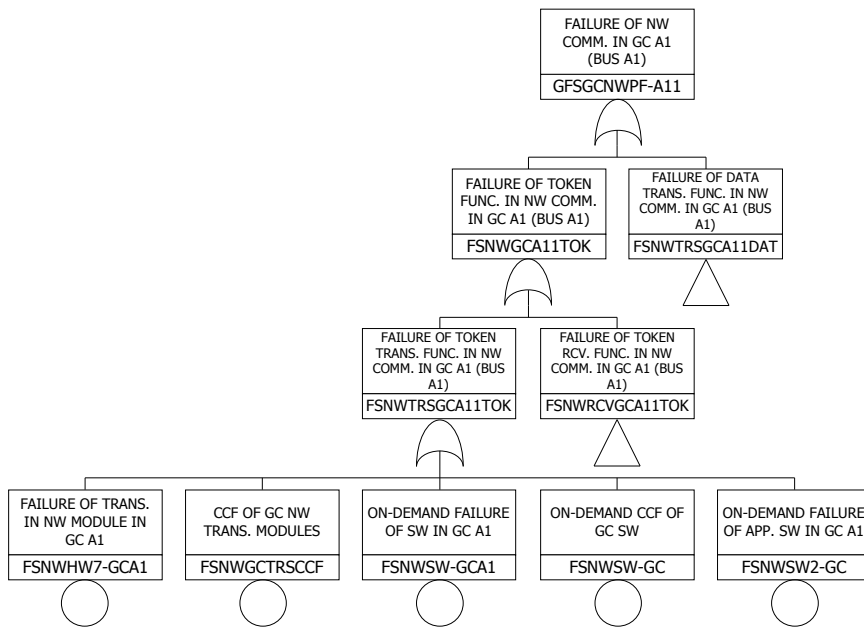 FAILURE OF NW
COMM. IN GC A1
(BUS A1)
GFSGCNWPF-A11
FAILURE OF TOKEN
FUNC. IN NW COMM.
IN GC A1 (BUS A1)
FSNWGCA11TOK
FAILURE OF DATA
TRANS. FUNC. IN NW
COMM. IN GC A1 (BUS
A1)
FSNWTRSGCA11DAT
FAILURE OF TOKEN
TRANS. FUNC. IN NW
COMM. IN GC A1 (BUS
A1)
FSNWTRSGCA11TOK
FAILURE OF TOKEN
RCV. FUNC. IN NW
COMM. IN GC A1 (BUS
A1)
FSNWRCVGCA11TOK
FAILURE OF TRANS.
IN NW MODULE IN
GC A1
FSNWHW7-GCA1
CCF OF GC NW
TRANS. MODULES
FSNWGCTRSCCF
ON-DEMAND FAILURE
OF SW IN GC A1
FSNWSW-GCA1
ON-DEMAND CCF OF
GC SW
FSNWSW-GC
ON-DEMAND FAILURE
OF APP. SW IN GC A1
FSNWSW2-GC